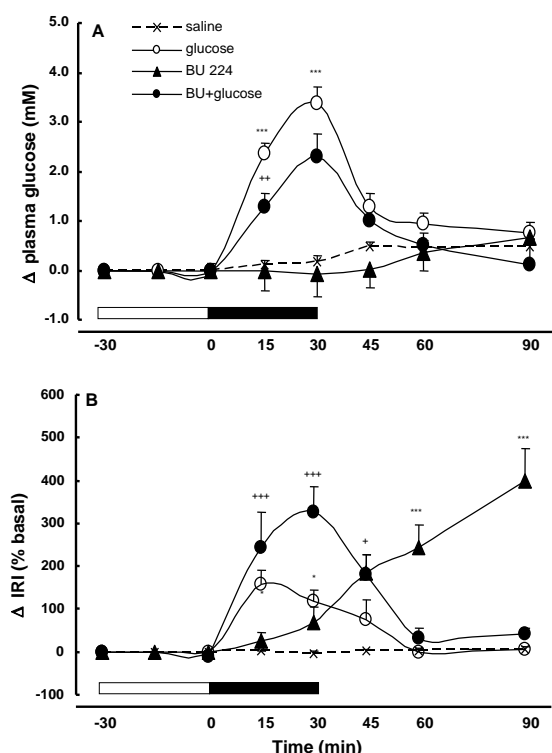 A
saline
glucose
BU 224
BU+glucose
5.0
4.0
3.0
2.0
1.0
0.0
-1.0
Δ plasma glucose (mM)
***
***
++
-30 0 15 30 45 60 90
B
600
500
400
300
200
100
0
-100
Δ IRI (% basal)
+++
+++
*
*
+
***
***
-30 0 15 30 45 60 90
Time (min)